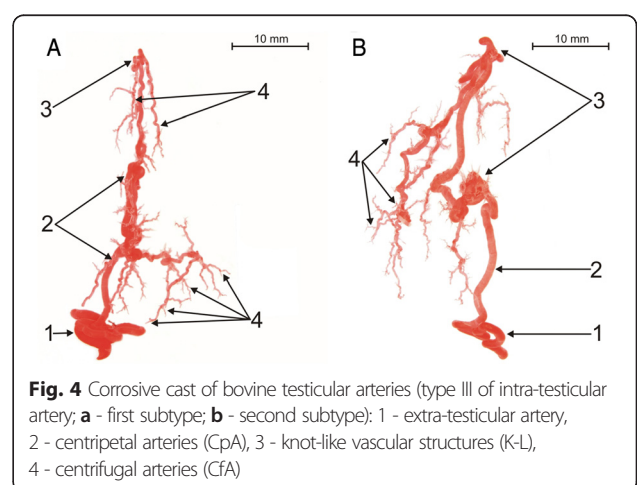 A
10 mm
B
10 mm
3
4
3
4
2
2
4
1
1
Fig. 4 Corrosive cast of bovine testicular arteries (type III of intra-testicular
artery; a - first subtype; b - second subtype): 1 - extra-testicular artery,
2 - centripetal arteries (CpA), 3 - knot-like vascular structures (K-L),
4 - centrifugal arteries (CfA)